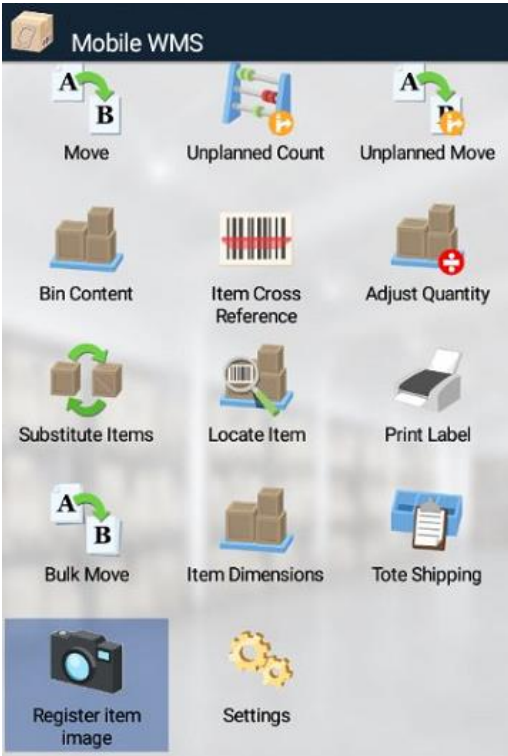 Mobile WMS
A
B
A
Move
Unplanned Count
Unplanned Move
Bin Content
Item Cross
Reference
Adjust Quantity
Substitute Items
Locate Item
Print Label
A
B
Bulk Move
Item Dimensions
Tote Shipping
Register item
image
Settings